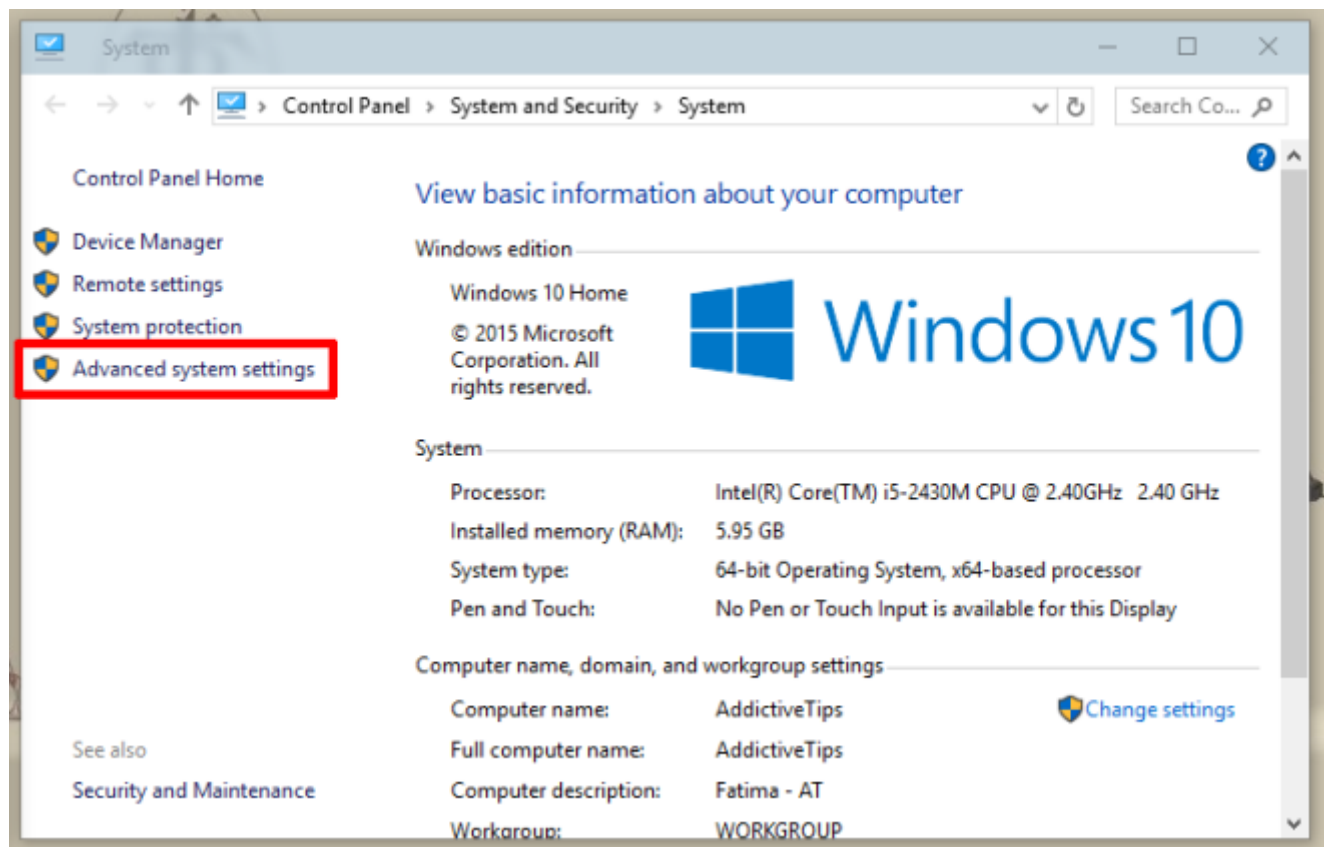 System
Control Panel > System and Security > System
Search Co...
Control Panel Home
Device Manager
Remote settings
System protection
Advanced system settings
See also
Security and Maintenance
?
View basic information about your computer
Windows edition
Windows 10 Home
© 2015 Microsoft
Corporation. All
rights reserved.
Windows 10
System
Processor: Intel(R) Core(TM) i5-2430M CPU @ 2.40GHz 2.40 GHz
Installed memory (RAM): 5.95 GB
System type: 64-bit Operating System, x64-based processor
Pen and Touch: No Pen or Touch Input is available for this Display
Computer name, domain, and workgroup settings
Computer name: AddictiveTips Change settings
Full computer name: AddictiveTips
Computer description: Fatima - AT
Workgroup: WORKGROUP